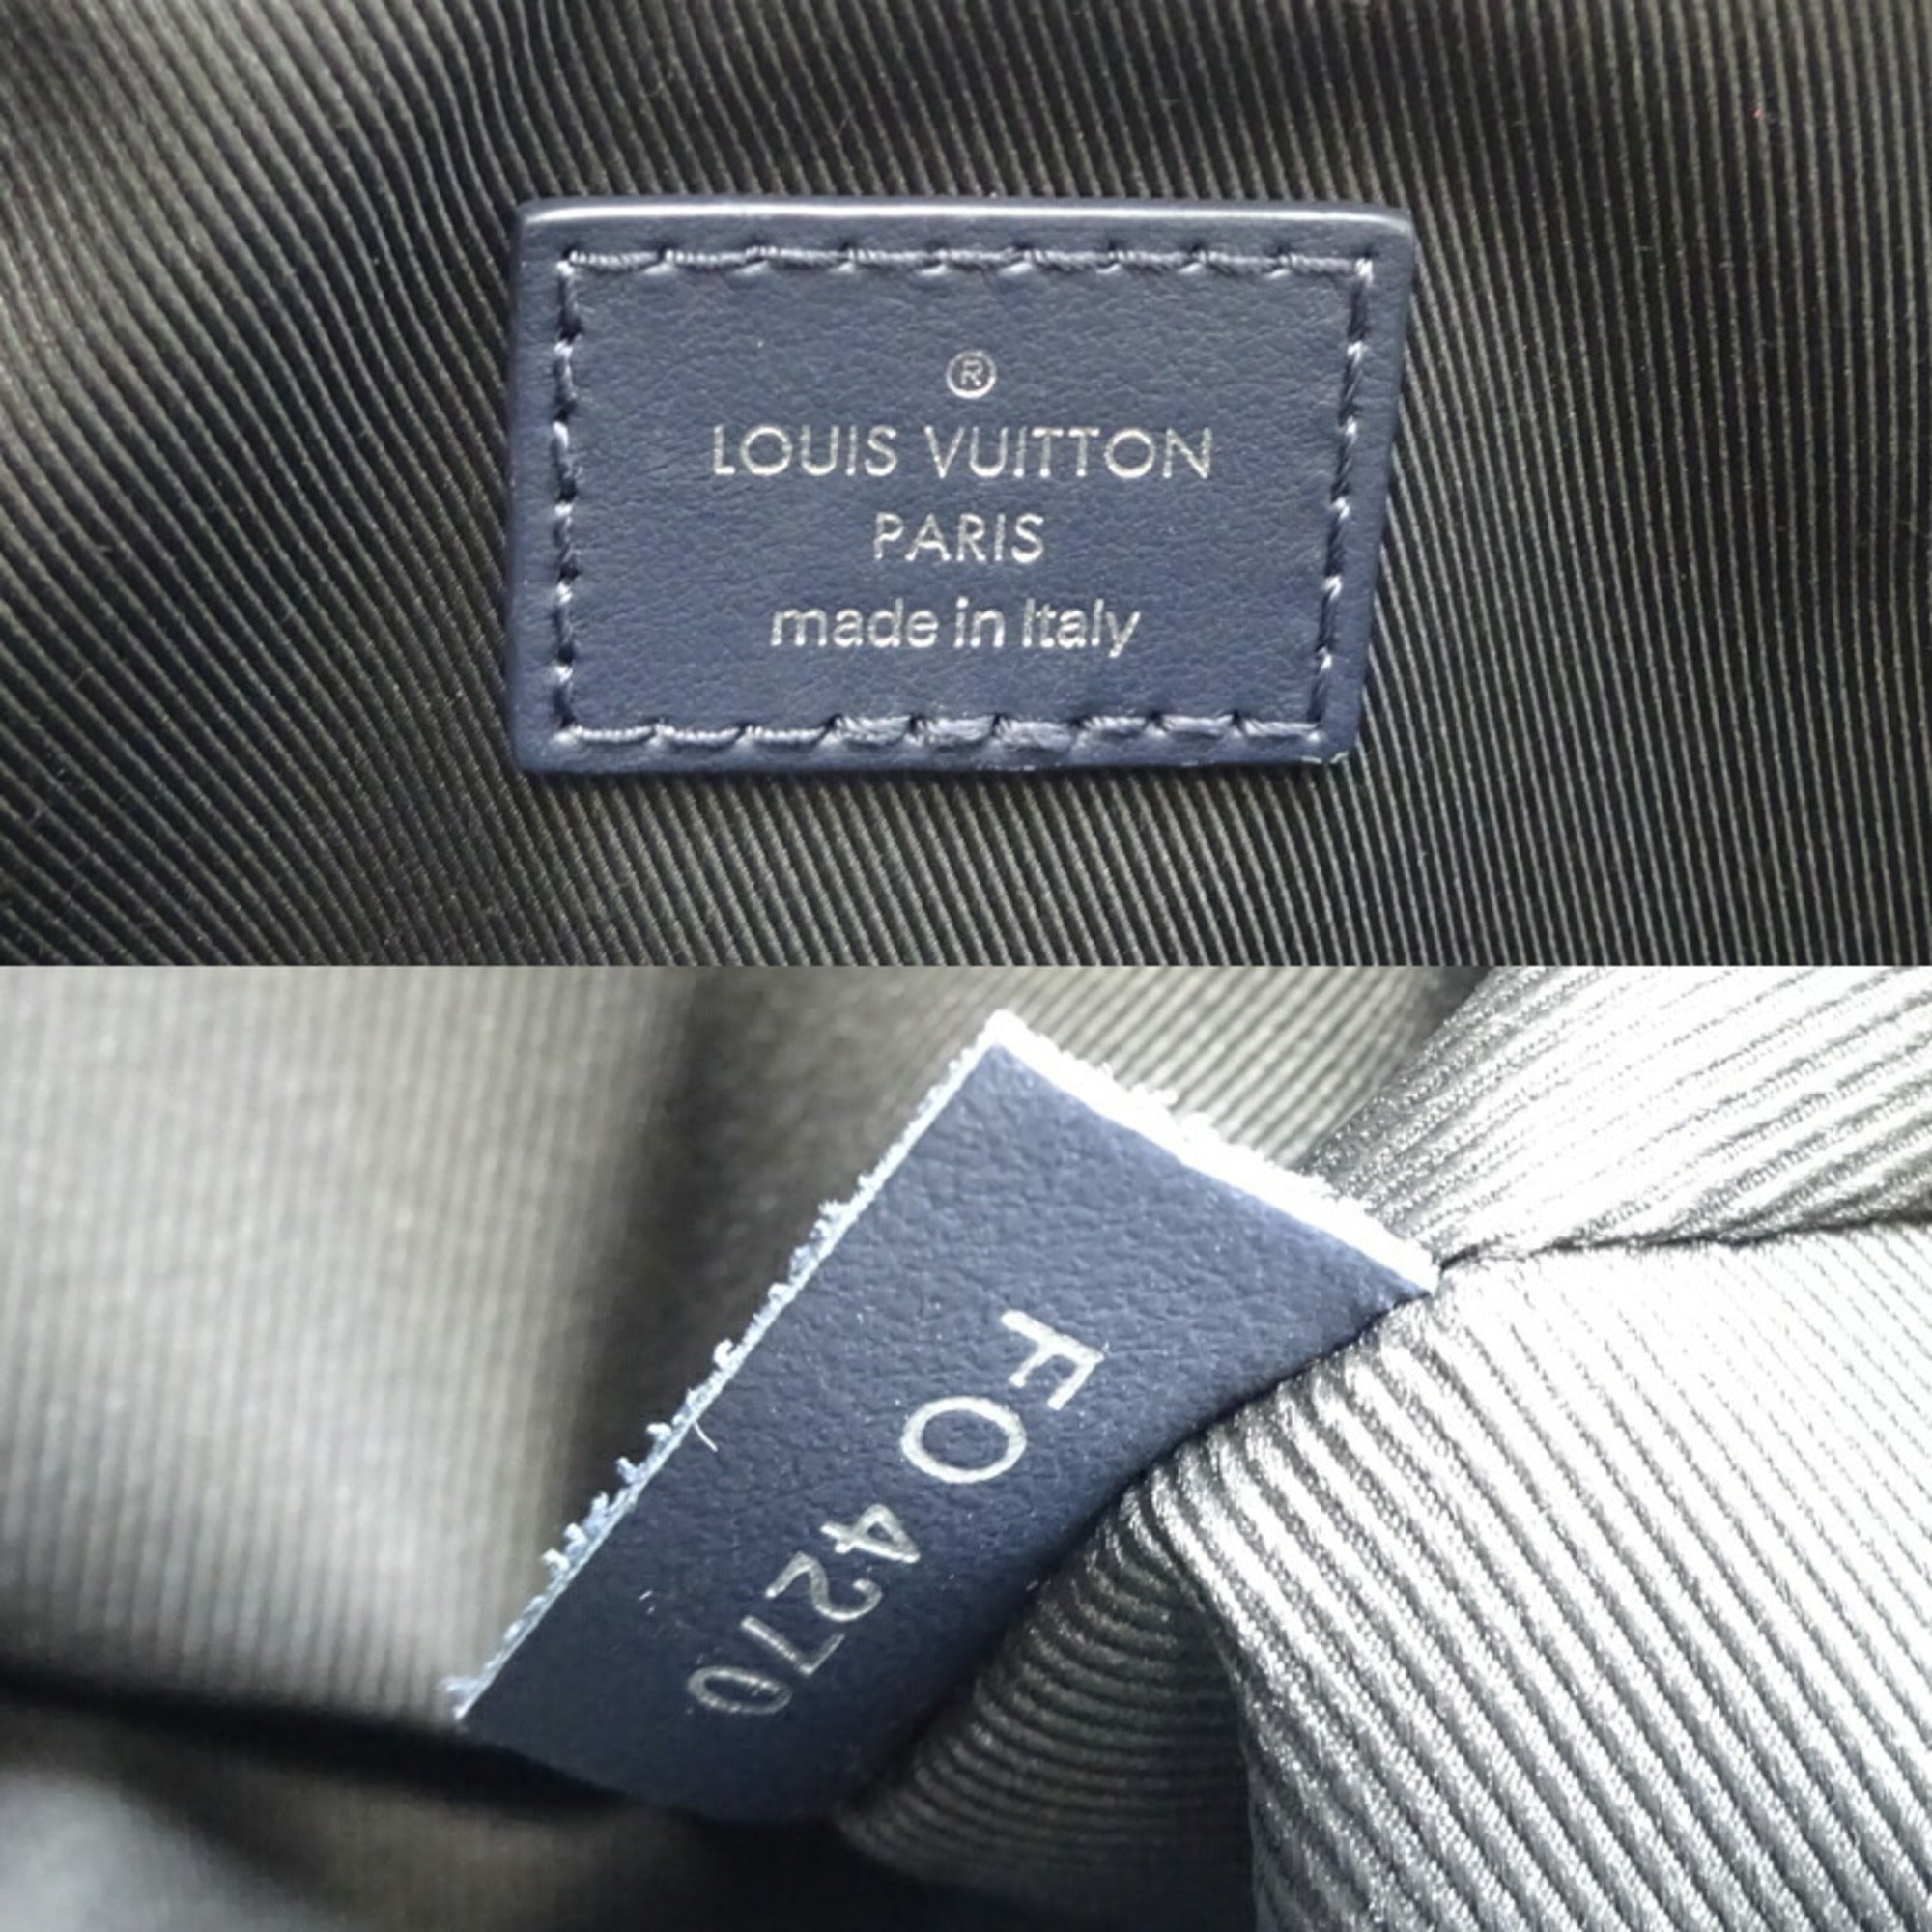 ®
LOUIS VUITTON
PARIS
made in Italy
FO4270